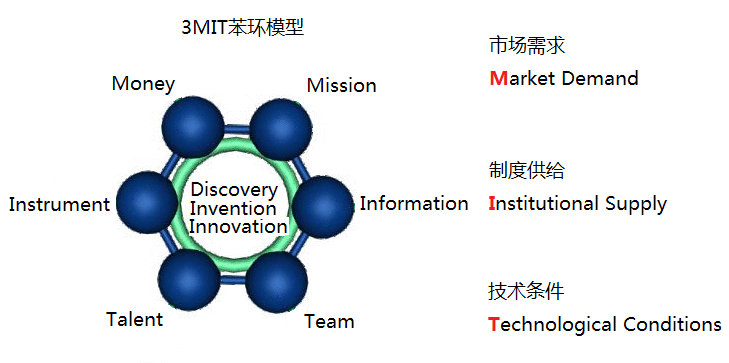 3MIT苯环模型
Money
Mission
Instrument
Discovery
Invention
Innovation
Information
Talent
Team
市场需求
Market Demand
制度供给
Institutional Supply
技术条件
Technological Conditions